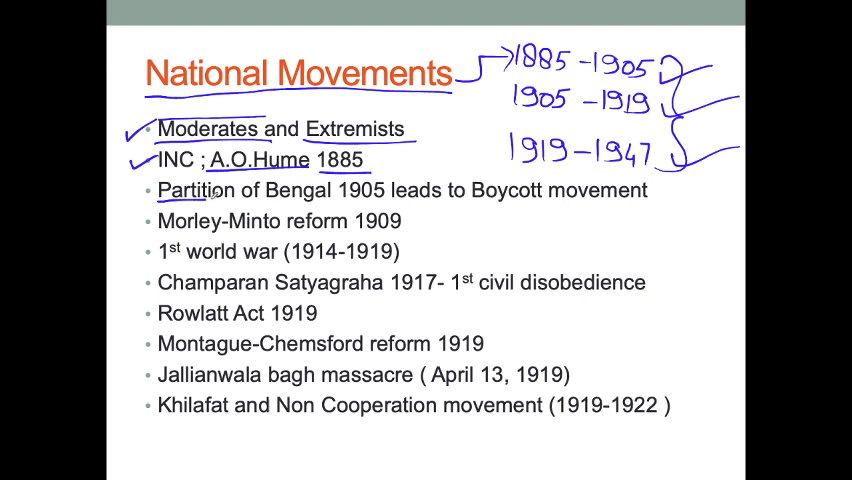 National Movements
1885 - 1905
1905 - 1919
1919 - 1947
• Moderates and Extremists
• INC ; A.O.Hume 1885
• Partition of Bengal 1905 leads to Boycott movement
• Morley-Minto reform 1909
• 1st world war (1914-1919)
• Champaran Satyagraha 1917- 1st civil disobedience
• Rowlatt Act 1919
• Montague-Chemsford reform 1919
• Jallianwala bagh massacre ( April 13, 1919)
• Khilafat and Non Cooperation movement (1919-1922 )